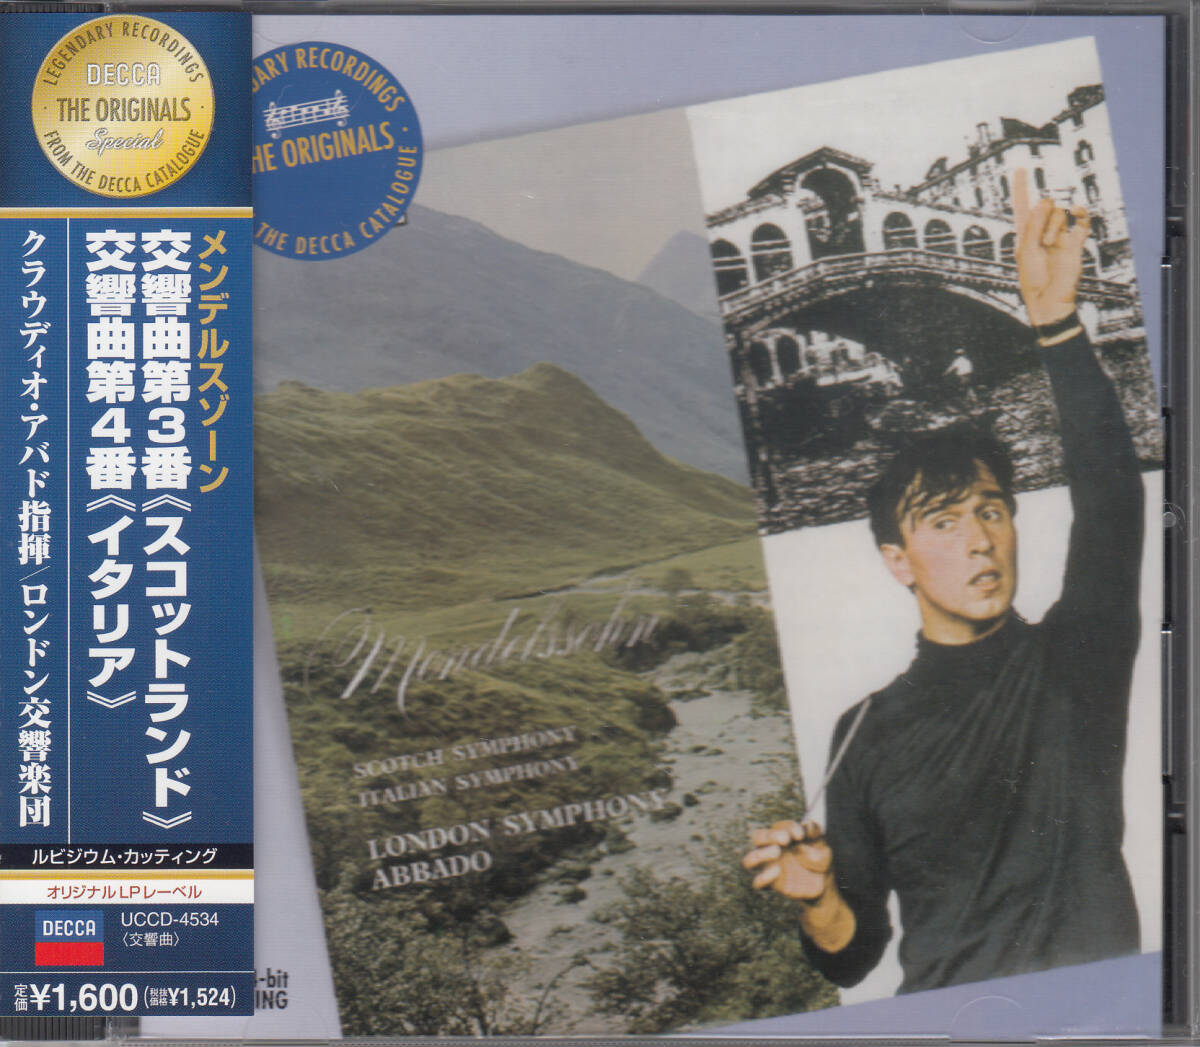 LEGENDARY RECORDINGS
DECCA
THE ORIGINALS
Special
FROM THE DECCA CATALOGUE
メンデルスゾーン
交響曲第3番《スコットランド》
交響曲第4番《イタリア》
クラウディオ・アバド指揮/ロンドン交響楽団
ルビジウム・カッティング
オリジナルLPレーベル
DECCA
UCCD-4534
〈交響曲〉
定価¥1,600(税抜価格¥1,524)
RECORDINGS
ORIGINALS
THE DECCA CATALOGUE
Mendelssohn
SCOTCH SYMPHONY
ITALIAN SYMPHONY
LONDON SYMPHONY
ABBADO
-bit